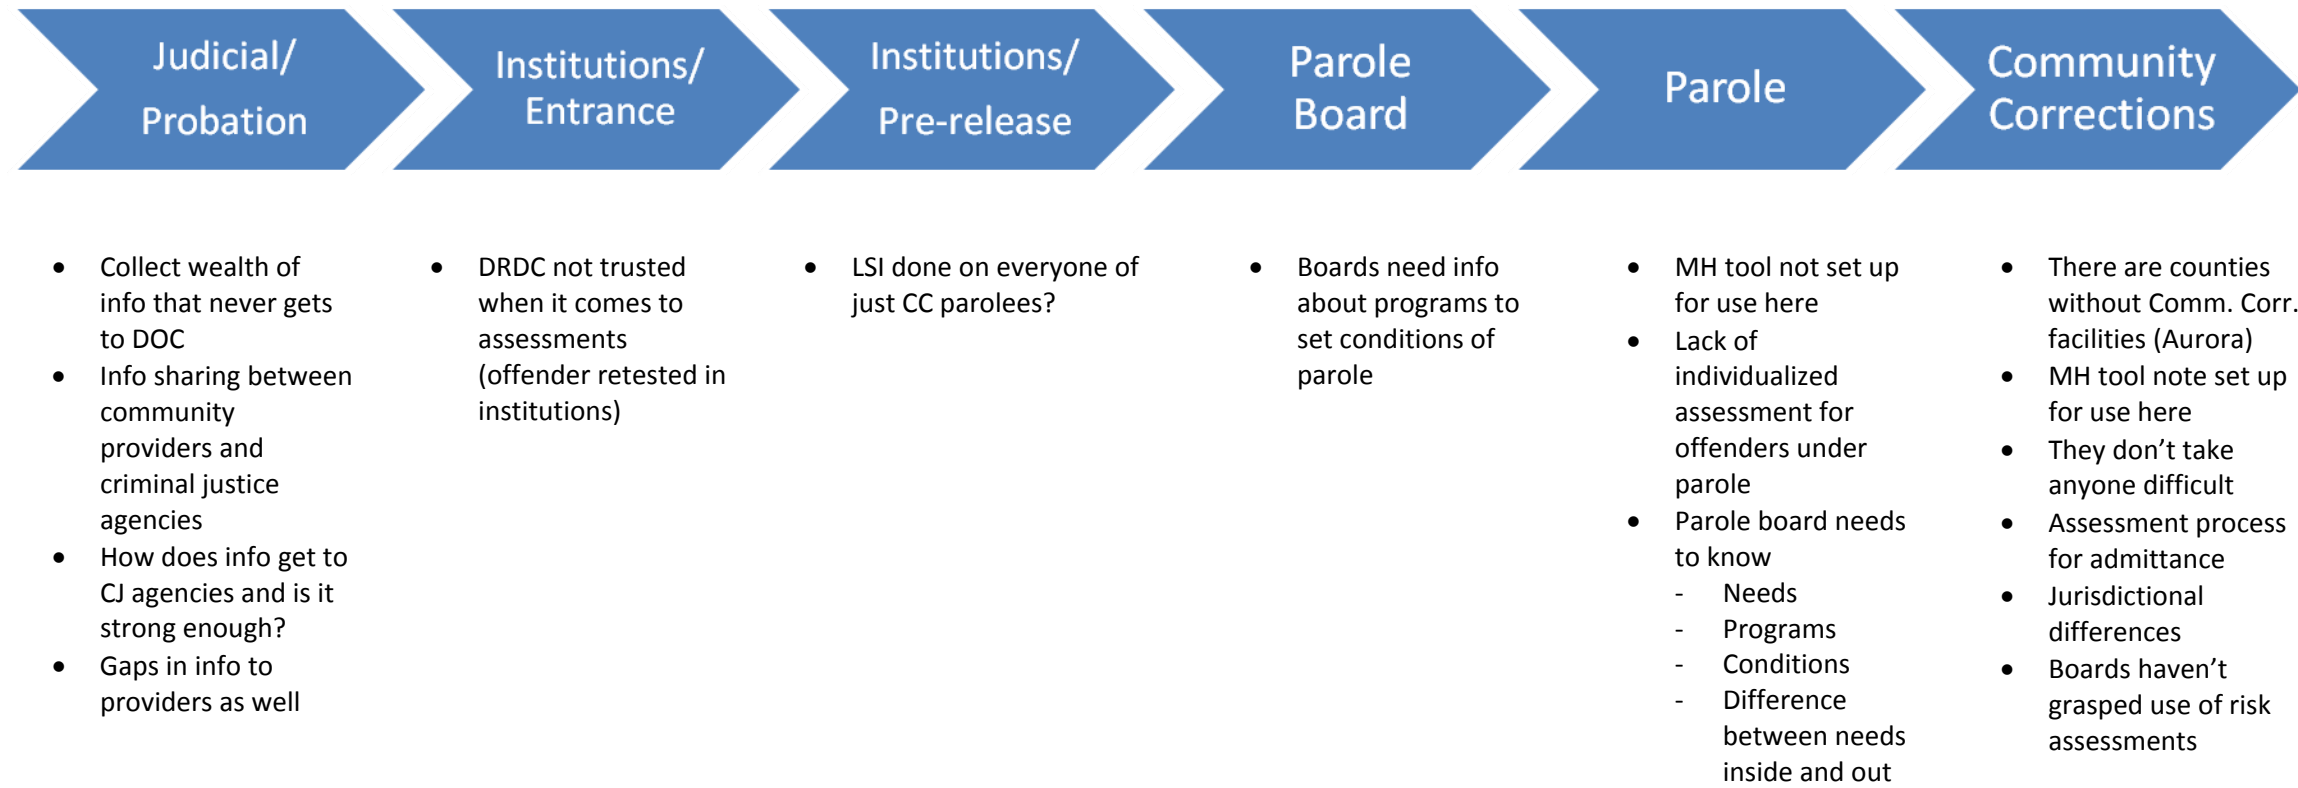 Judicial/
Probation
Institutions/
Entrance
Institutions/
Pre-release
Parole
Board
Parole
Community
Corrections
• Collect wealth of
info that never gets
to DOC
• Info sharing between
community
providers and
criminal justice
agencies
• How does info get to
CJ agencies and is it
strong enough?
• Gaps in info to
providers as well
• DRDC not trusted
when it comes to
assessments
(offender retested in
institutions)
• LSI done on everyone of
just CC parolees?
• Boards need info
about programs to
set conditions of
parole
• MH tool not set up
for use here
• Lack of
individualized
assessment for
offenders under
parole
• Parole board needs
to know
- Needs
- Programs
- Conditions
- Difference
between needs
inside and out
• There are counties
without Comm. Corr.
facilities (Aurora)
• MH tool note set up
for use here
• They don’t take
anyone difficult
• Assessment process
for admittance
• Jurisdictional
differences
• Boards haven’t
grasped use of risk
assessments